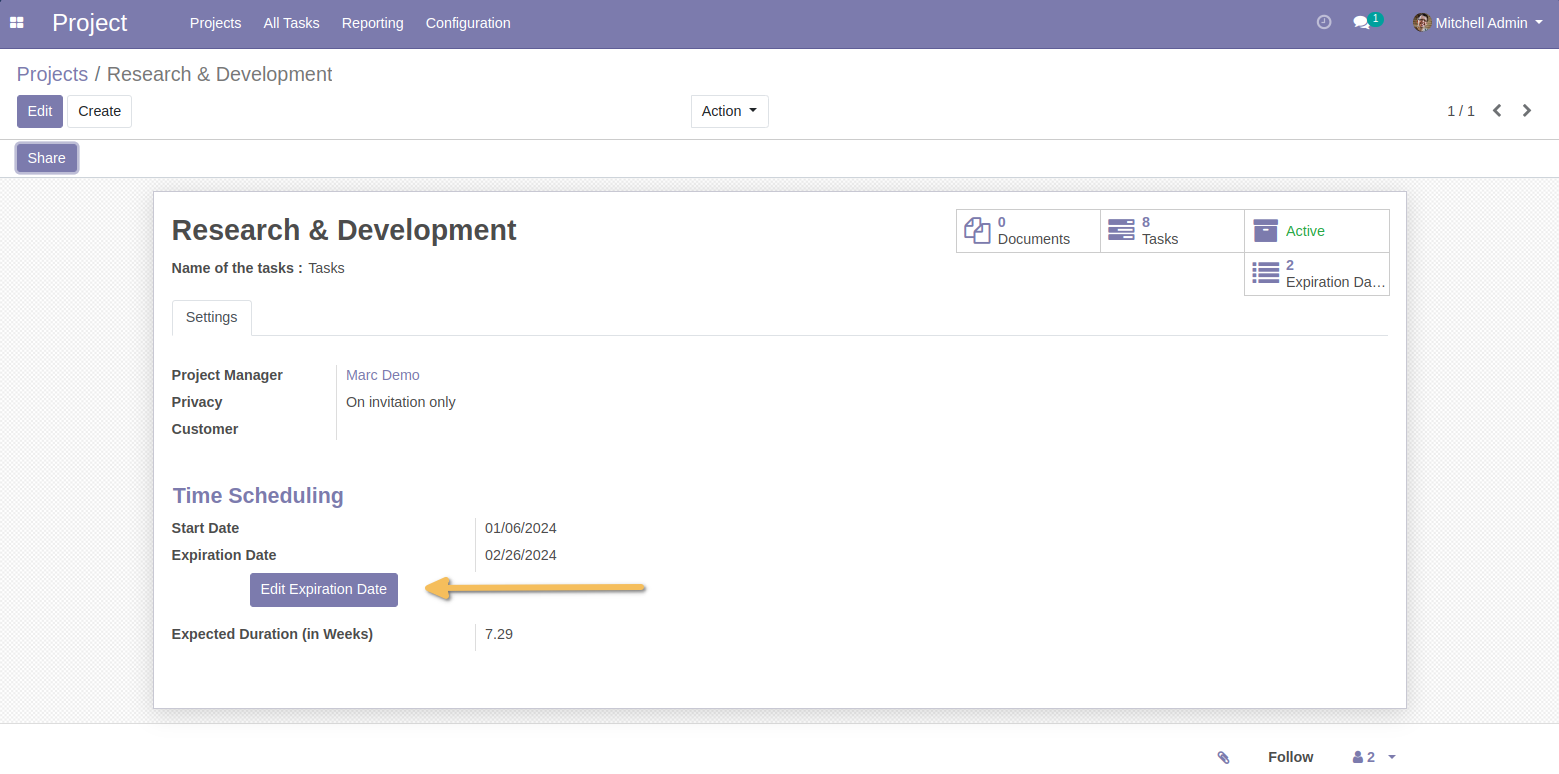 Project Projects All Tasks Reporting Configuration 1 Mitchell Admin
Projects / Research & Development
Edit Create Action 1 / 1
Share
Research & Development
0 Documents
8 Tasks
Active
2 Expiration Da...
Name of the tasks : Tasks
Settings
Project Manager Marc Demo
Privacy On invitation only
Customer
Time Scheduling
Start Date 01/06/2024
Expiration Date 02/26/2024
Edit Expiration Date
Expected Duration (in Weeks) 7.29
Follow 2